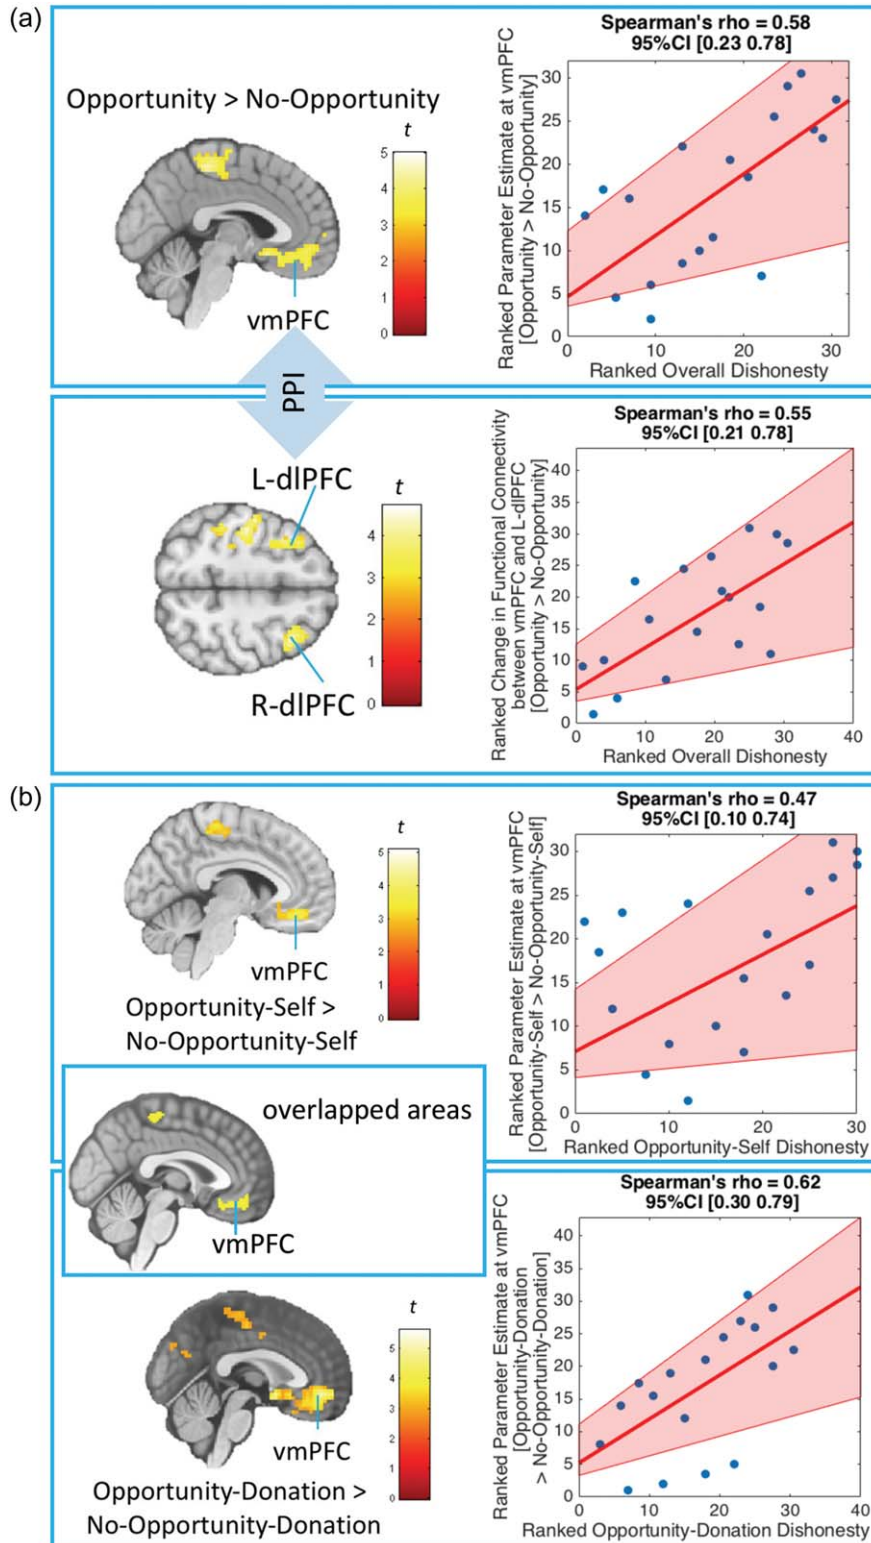 (a)
Opportunity > No-Opportunity
t
5
4
3
2
1
0
vmPFC
Spearman's rho = 0.58
95%CI [0.23 0.78]
Ranked Parameter Estimate at vmPFC
[Opportunity > No-Opportunity]
30
25
20
15
10
5
0
0 10 20 30
Ranked Overall Dishonesty
PPI
L-dlPFC
R-dlPFC
t
4
3
2
1
0
Spearman's rho = 0.55
95%CI [0.21 0.78]
Ranked Change in Functional Connectivity
between vmPFC and L-dlPFC
[Opportunity > No-Opportunity]
40
35
30
25
20
15
10
5
0
0 10 20 30 40
Ranked Overall Dishonesty
(b)
t
5
4
3
2
1
0
vmPFC
Opportunity-Self >
No-Opportunity-Self
Spearman's rho = 0.47
95%CI [0.10 0.74]
Ranked Parameter Estimate at vmPFC
[Opportunity-Self > No-Opportunity-Self]
30
25
20
15
10
5
0
0 10 20 30
Ranked Opportunity-Self Dishonesty
overlapped areas
vmPFC
t
5
4
3
2
1
0
vmPFC
Opportunity-Donation >
No-Opportunity-Donation
Spearman's rho = 0.62
95%CI [0.30 0.79]
Ranked Parameter Estimate at vmPFC
[Opportunity-Donation
> No-Opportunity-Donation]
40
35
30
25
20
15
10
5
0
0 10 20 30 40
Ranked Opportunity-Donation Dishonesty